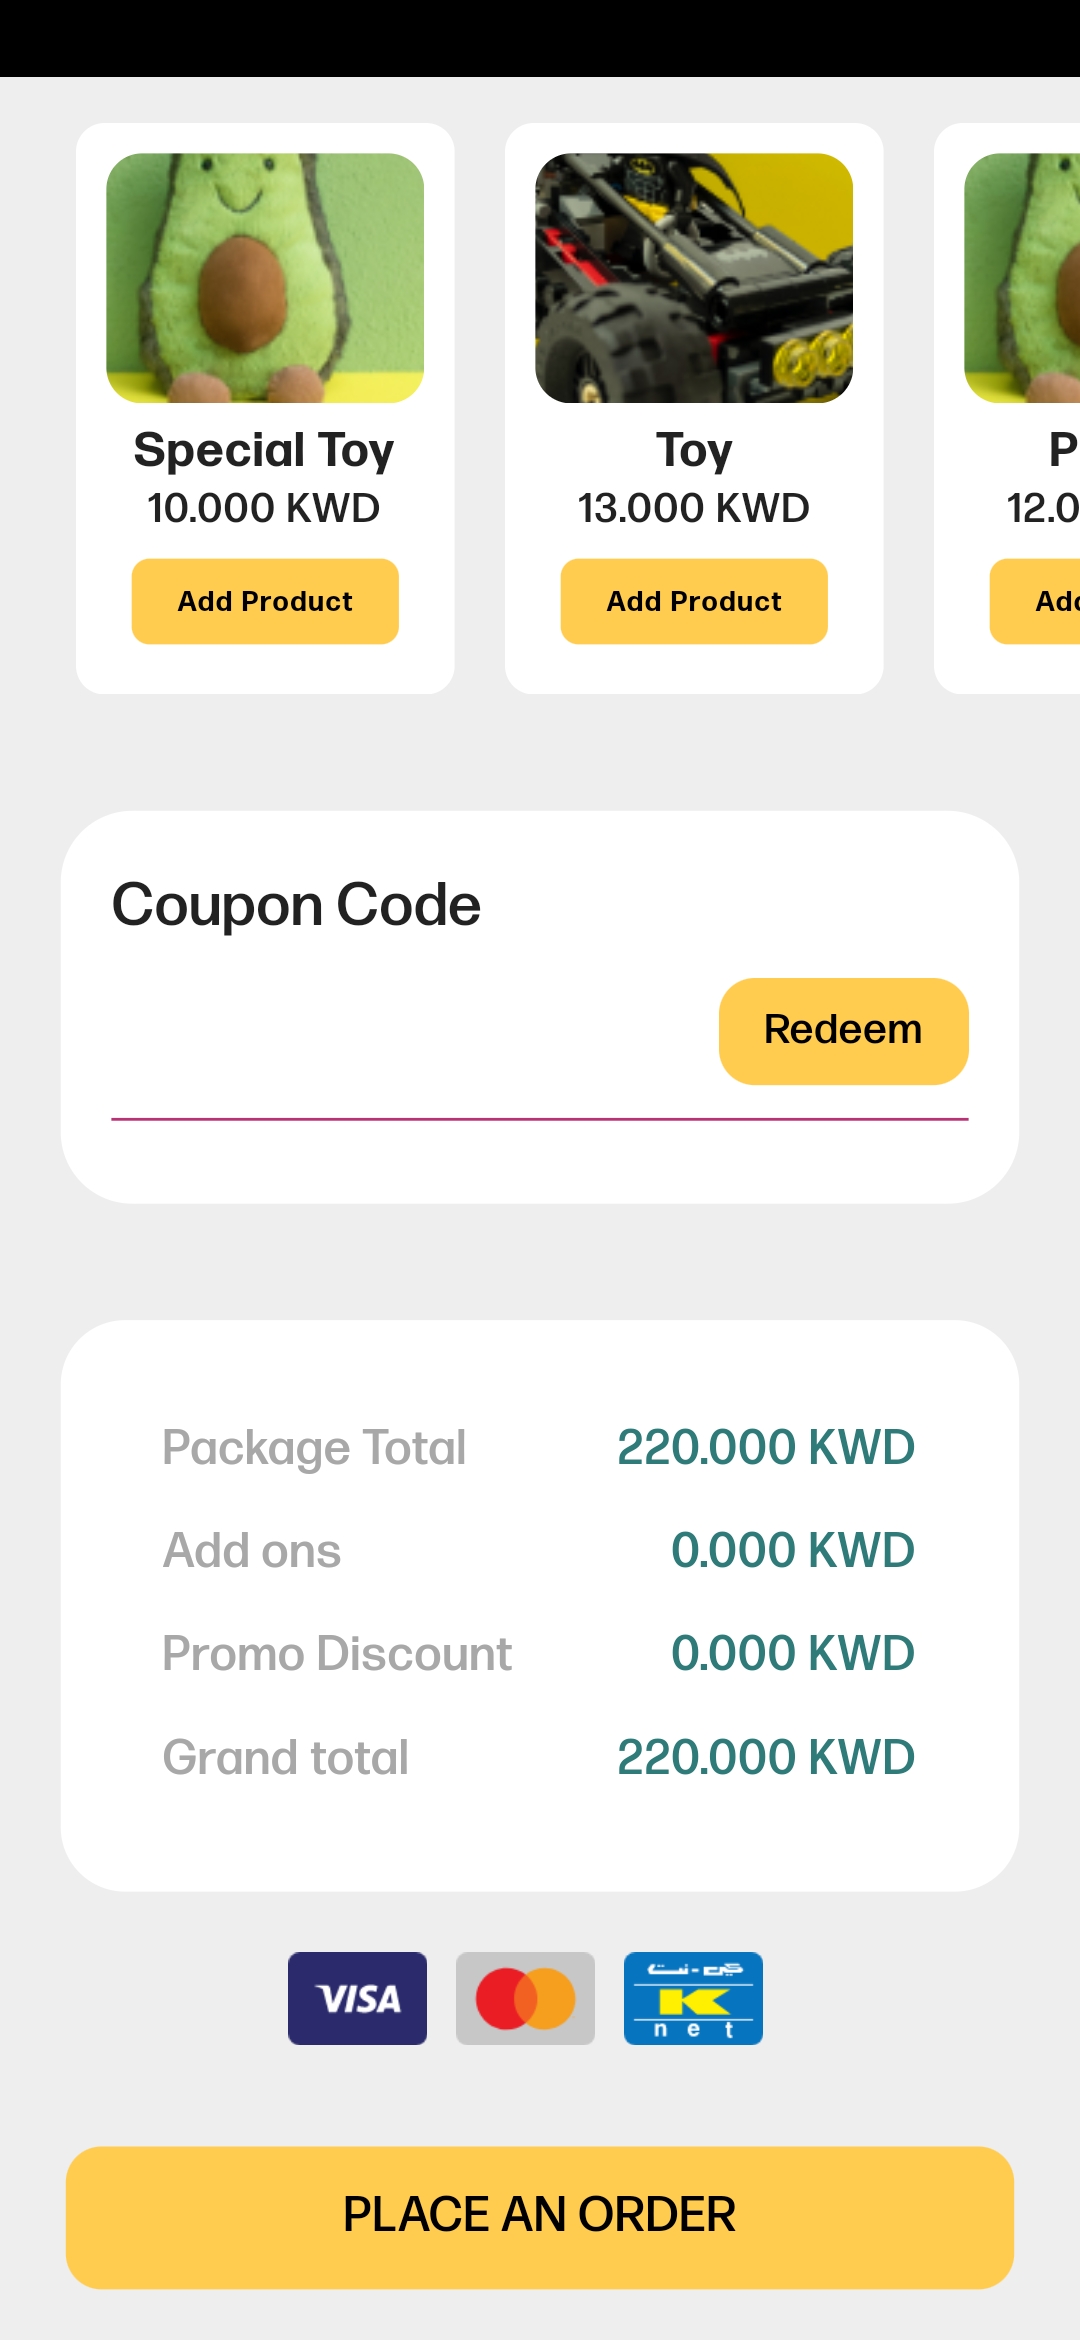 Special Toy
10.000 KWD
Add Product
Toy
13.000 KWD
Add Product
P
12.0
Add
Coupon Code
Redeem
Package Total 220.000 KWD
Add ons 0.000 KWD
Promo Discount 0.000 KWD
Grand total 220.000 KWD
VISA
كي-نت
K
net
PLACE AN ORDER